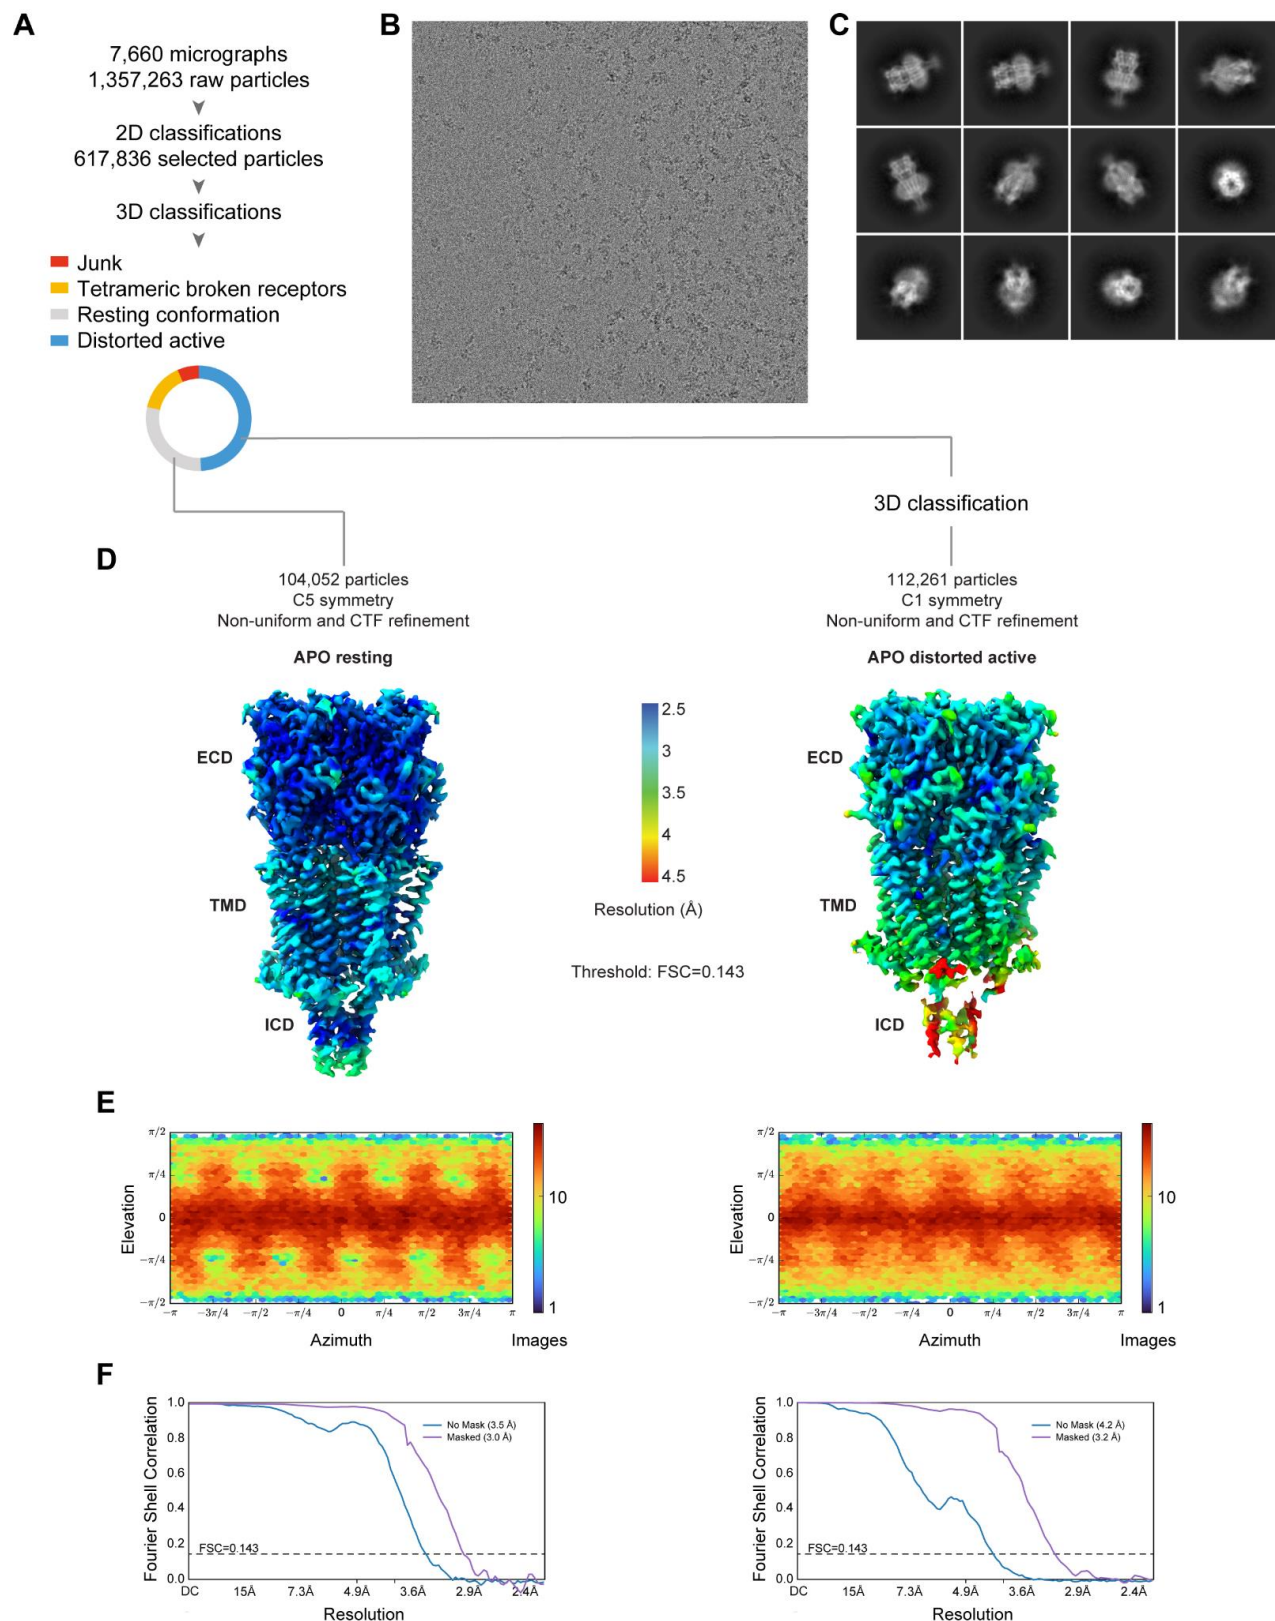 A
7,660 micrographs
1,357,263 raw particles
2D classifications
617,836 selected particles
3D classifications
Junk
Tetrameric broken receptors
Resting conformation
Distorted active
B
C
3D classification
D
104,052 particles
C5 symmetry
Non-uniform and CTF refinement
APO resting
112,261 particles
C1 symmetry
Non-uniform and CTF refinement
APO distorted active
ECD
TMD
ICD
2.5
3
3.5
4
4.5
Resolution (Å)
Threshold: FSC=0.143
ECD
TMD
ICD
E
Elevation
π/2
π/4
0
−π/4
−π/2
−π −3π/4 −π/2 −π/4 0 π/4 π/2 3π/4 π
Azimuth
10
1
Images
Elevation
π/2
π/4
0
−π/4
−π/2
−π −3π/4 −π/2 −π/4 0 π/4 π/2 3π/4 π
Azimuth
10
1
Images
F
Fourier Shell Correlation
1.0
0.8
0.6
0.4
0.2
0.0
No Mask (3.5 Å)
Masked (3.0 Å)
FSC=0.143
DC 15Å 7.3Å 4.9Å 3.6Å 2.9Å 2.4Å
Resolution
Fourier Shell Correlation
1.0
0.8
0.6
0.4
0.2
0.0
No Mask (4.2 Å)
Masked (3.2 Å)
FSC=0.143
DC 15Å 7.3Å 4.9Å 3.6Å 2.9Å 2.4Å
Resolution